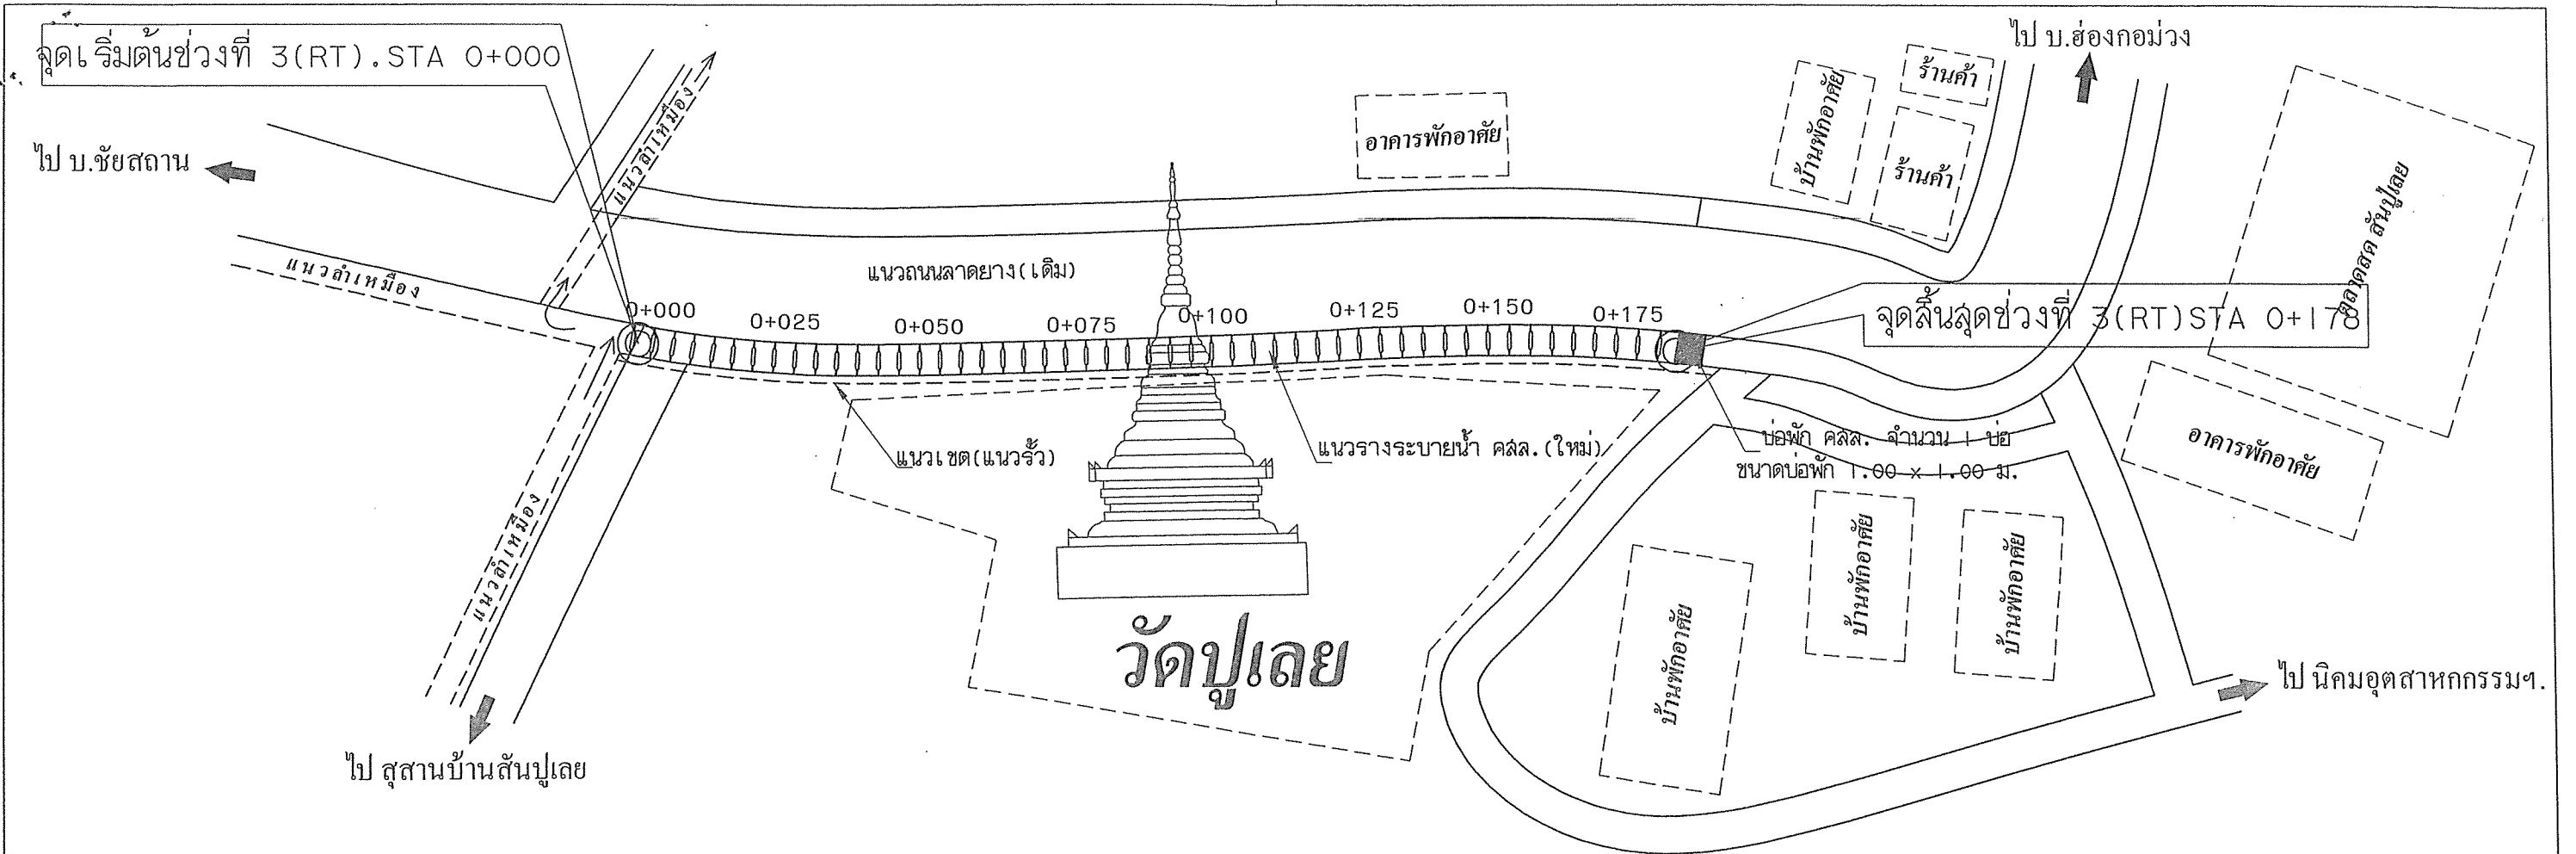 จุดเริ่มต้นช่วงที่ 3(RT).STA 0+000
ไป บ.ฮ่องกอม่วง
ร้านค้า
บ้านพักอาศัย
แนวลำเหมือง
อาคารพักอาศัย
ร้านค้า
ไป บ.ชัยสถาน
ตลาดสด สันปูเลย
แนวลำเหมือง
แนวถนนลาดยาง(เดิม)
0+000
0+025
0+050
0+075
0+100
0+125
0+150
0+175
จุดสิ้นสุดช่วงที่ 3(RT)STA 0+178
แนวเขต(แนวรั้ว)
แนวรางระบายน้ำ คสล.(ใหม่)
บ่อพัก คสล. จำนวน 1 บ่อ
ขนาดบ่อพัก 1.00 x 1.00 ม.
อาคารพักอาศัย
แนวลำเหมือง
บ้านพักอาศัย
บ้านพักอาศัย
บ้านพักอาศัย
วัดปูเลย
ไป นิคมอุตสาหกกรรมฯ.
ไป สุสานบ้านสันปูเลย